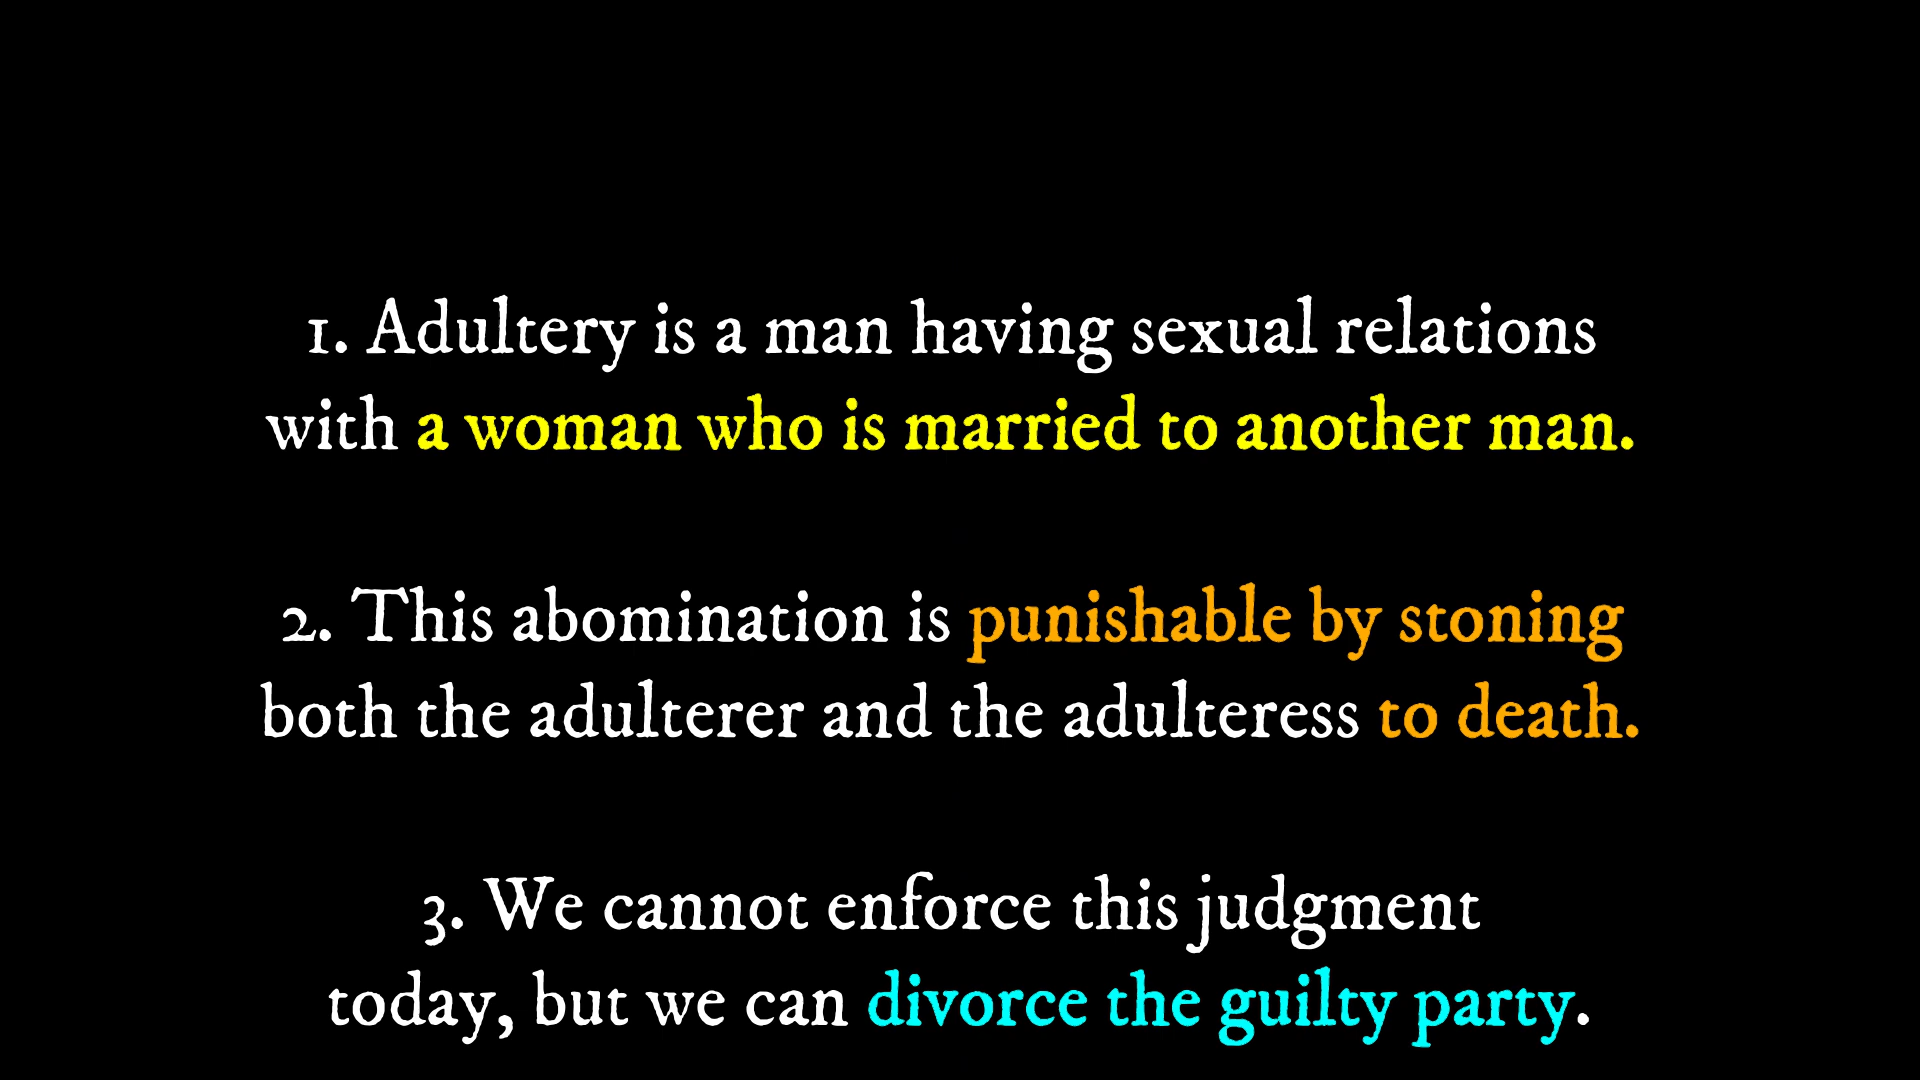 1. Adultery is a man having sexual relations
with a woman who is married to another man.
2. This abomination is punishable by stoning
both the adulterer and the adulteress to death.
3. We cannot enforce this judgment
today, but we can divorce the guilty party.